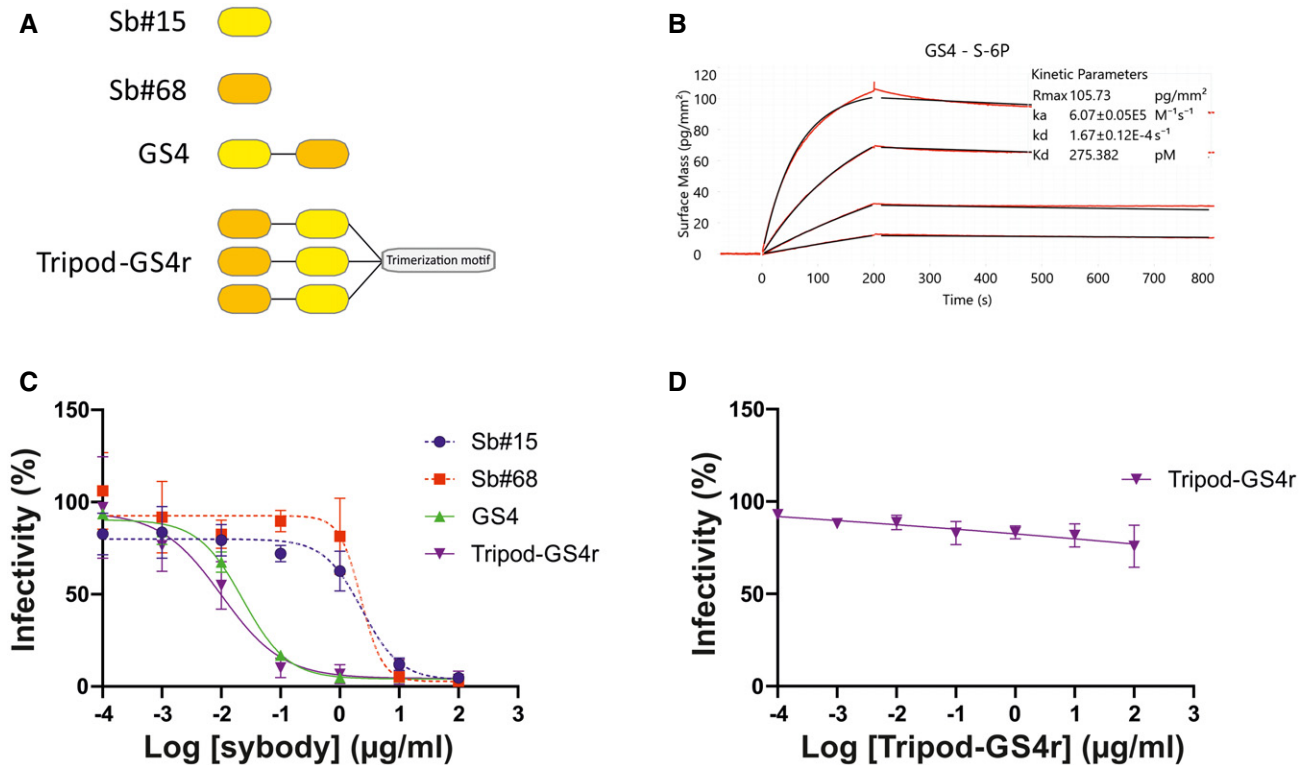 A
Sb#15
Sb#68
GS4
Tripod-GS4r
Trimerization motif
B
GS4 - S-6P
Kinetic Parameters
Rmax 105.73 pg/mm²
ka 6.07±0.05E5 M⁻¹s⁻¹
kd 1.67±0.12E-4 s⁻¹
Kd 275.382 pM
Surface Mass (pg/mm²)
120
100
80
60
40
20
0
0 100 200 300 400 500 600 700 800
Time (s)
C
Infectivity (%)
150
100
50
0
-4 -3 -2 -1 0 1 2 3
Log [sybody] (µg/ml)
Sb#15
Sb#68
GS4
Tripod-GS4r
D
Infectivity (%)
150
100
50
0
-4 -3 -2 -1 0 1 2 3
Log [Tripod-GS4r] (µg/ml)
Tripod-GS4r